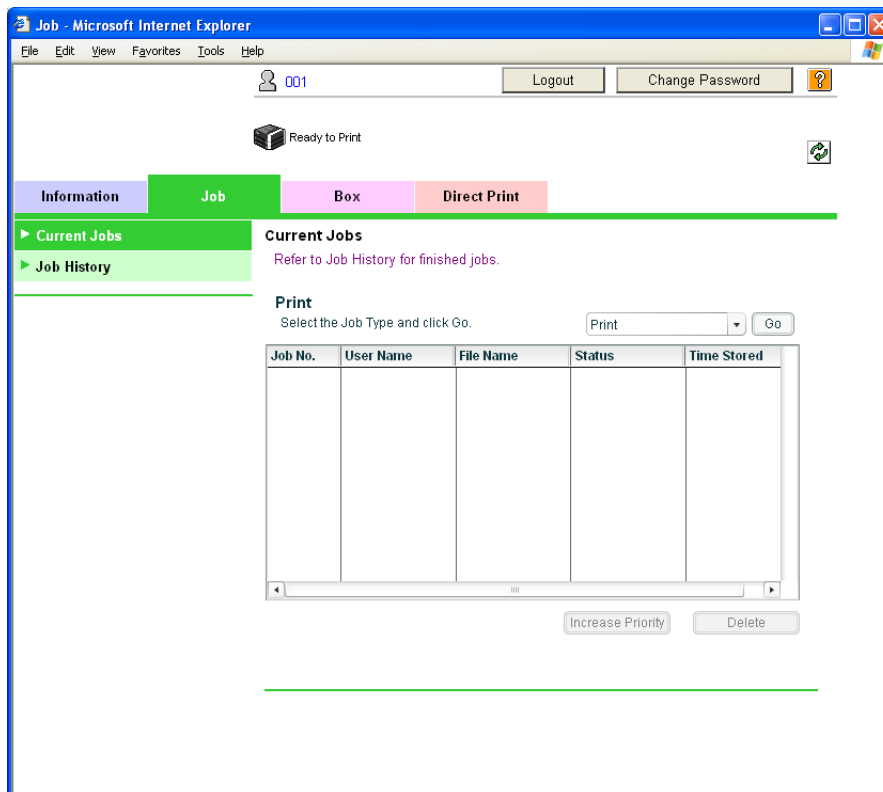 Job - Microsoft Internet Explorer
File Edit View Favorites Tools Help
001 Logout Change Password ?
Ready to Print
Information Job Box Direct Print
Current Jobs
Job History
Current Jobs
Refer to Job History for finished jobs.
Print
Select the Job Type and click Go. Print Go
Job No. User Name File Name Status Time Stored
Increase Priority Delete